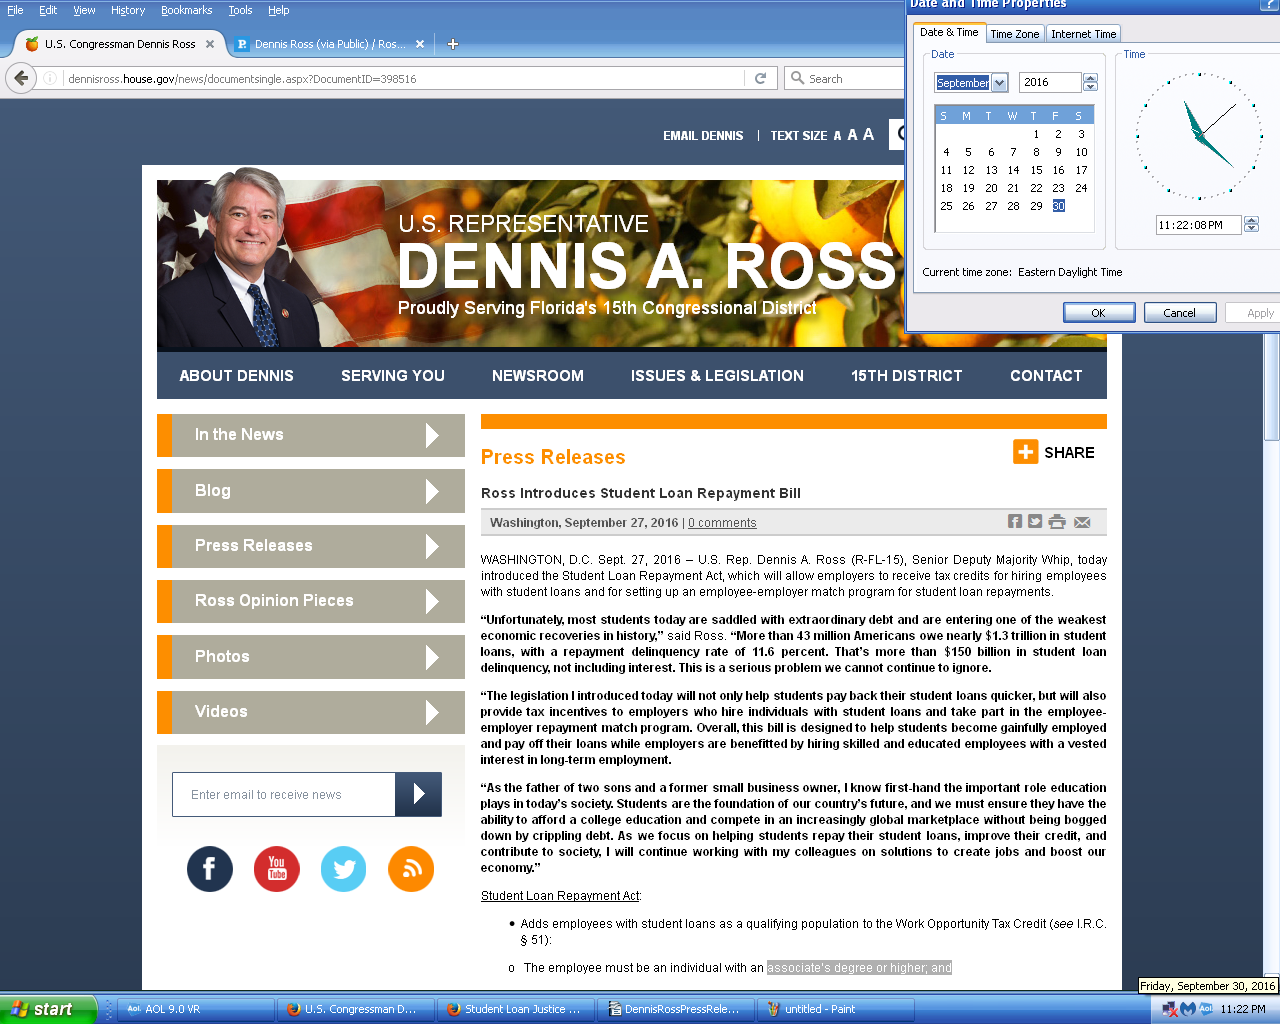 File Edit View History Bookmarks Tools Help
U.S. Congressman Dennis Ross
Dennis Ross (via Public) / Ros...
dennisross.house.gov/news/documentsingle.aspx?DocumentID=398516
Search
Date and Time Properties
Date & Time Time Zone Internet Time
Date
September 2016
S M T W T F S
1 2 3
4 5 6 7 8 9 10
11 12 13 14 15 16 17
18 19 20 21 22 23 24
25 26 27 28 29 30
Time
11:22:08 PM
Current time zone: Eastern Daylight Time
OK Cancel Apply
EMAIL DENNIS | TEXT SIZE A A A
U.S. REPRESENTATIVE
DENNIS A. ROSS
Proudly Serving Florida's 15th Congressional District
ABOUT DENNIS SERVING YOU NEWSROOM ISSUES & LEGISLATION 15TH DISTRICT CONTACT
In the News
Blog
Press Releases
Ross Opinion Pieces
Photos
Videos
Enter email to receive news
You
Tube
Press Releases
SHARE
Ross Introduces Student Loan Repayment Bill
Washington, September 27, 2016 | 0 comments
WASHINGTON, D.C. Sept. 27, 2016 – U.S. Rep. Dennis A. Ross (R-FL-15), Senior Deputy Majority Whip, today
introduced the Student Loan Repayment Act, which will allow employers to receive tax credits for hiring employees
with student loans and for setting up an employee-employer match program for student loan repayments.
“Unfortunately, most students today are saddled with extraordinary debt and are entering one of the weakest
economic recoveries in history,” said Ross. “More than 43 million Americans owe nearly $1.3 trillion in student
loans, with a repayment delinquency rate of 11.6 percent. That’s more than $150 billion in student loan
delinquency, not including interest. This is a serious problem we cannot continue to ignore.
“The legislation I introduced today will not only help students pay back their student loans quicker, but will also
provide tax incentives to employers who hire individuals with student loans and take part in the employee-
employer repayment match program. Overall, this bill is designed to help students become gainfully employed
and pay off their loans while employers are benefitted by hiring skilled and educated employees with a vested
interest in long-term employment.
“As the father of two sons and a former small business owner, I know first-hand the important role education
plays in today’s society. Students are the foundation of our country’s future, and we must ensure they have the
ability to afford a college education and compete in an increasingly global marketplace without being bogged
down by crippling debt. As we focus on helping students repay their student loans, improve their credit, and
contribute to society, I will continue working with my colleagues on solutions to create jobs and boost our
economy.”
Student Loan Repayment Act:
• Adds employees with student loans as a qualifying population to the Work Opportunity Tax Credit (see I.R.C.
§ 51):
o The employee must be an individual with an associate’s degree or higher; and
Friday, September 30, 2016
start AOL 9.0 VR U.S. Congressman D... Student Loan Justice ... DennisRossPressRele... untitled - Paint 11:22 PM